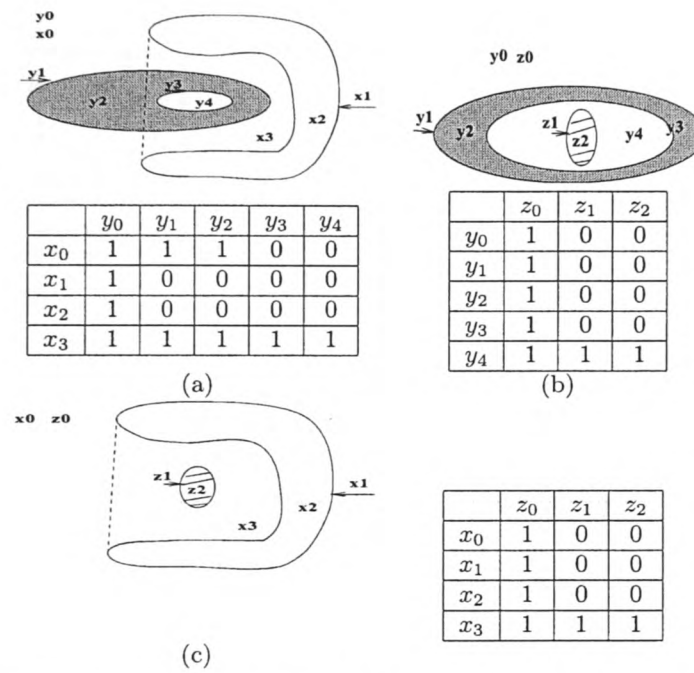 y0
x0
y1
y2
y3
y4
x3
x2
x1
y0 y1 y2 y3 y4
x0 1 1 1 0 0
x1 1 0 0 0 0
x2 1 0 0 0 0
x3 1 1 1 1 1
(a)
y0 z0
y1
y2
z1
z2
y4
y3
z0 z1 z2
y0 1 0 0
y1 1 0 0
y2 1 0 0
y3 1 0 0
y4 1 1 1
(b)
x0 z0
z1
z2
x3
x2
x1
(c)
z0 z1 z2
x0 1 0 0
x1 1 0 0
x2 1 0 0
x3 1 1 1